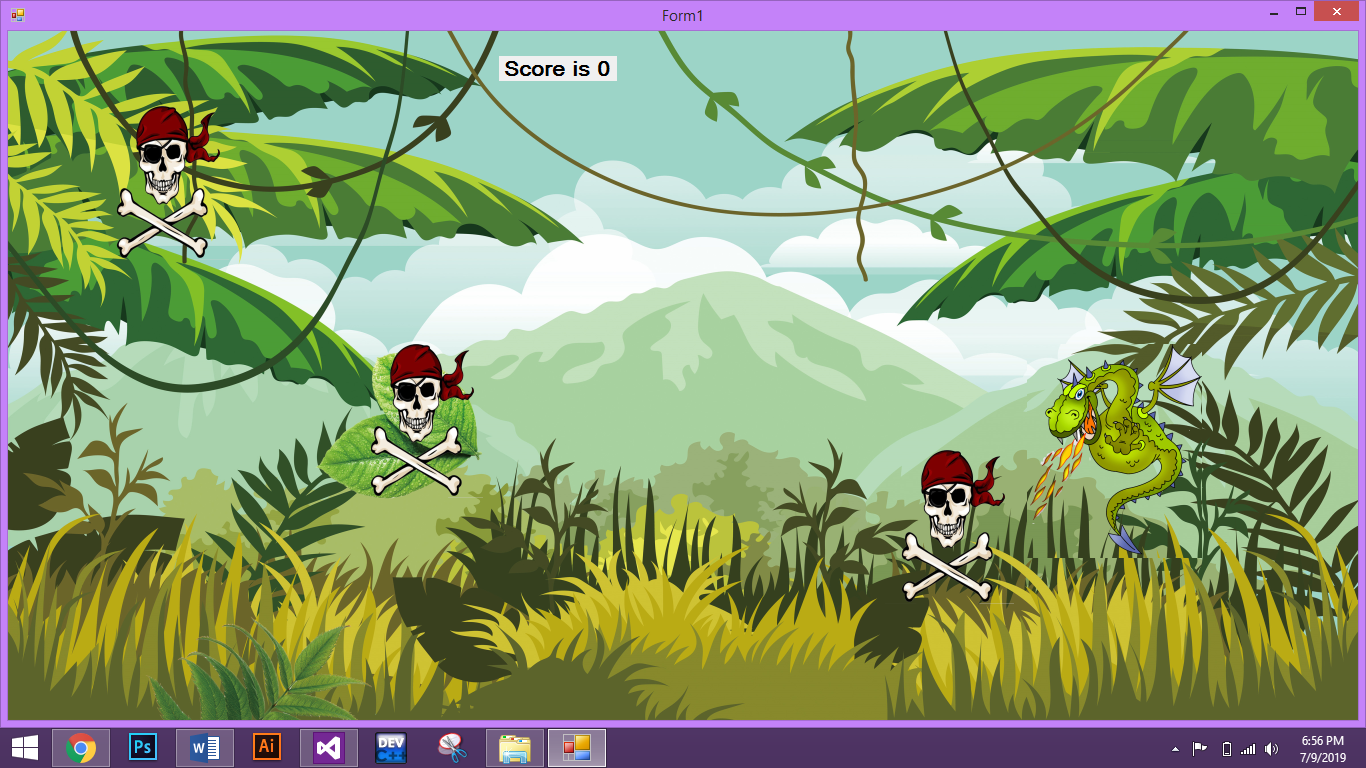 Form1
Score is 0
Ps
W
Ai
DEV
C++
6:56 PM
7/9/2019